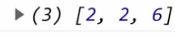 ▶ (3) [2, 2, 6]